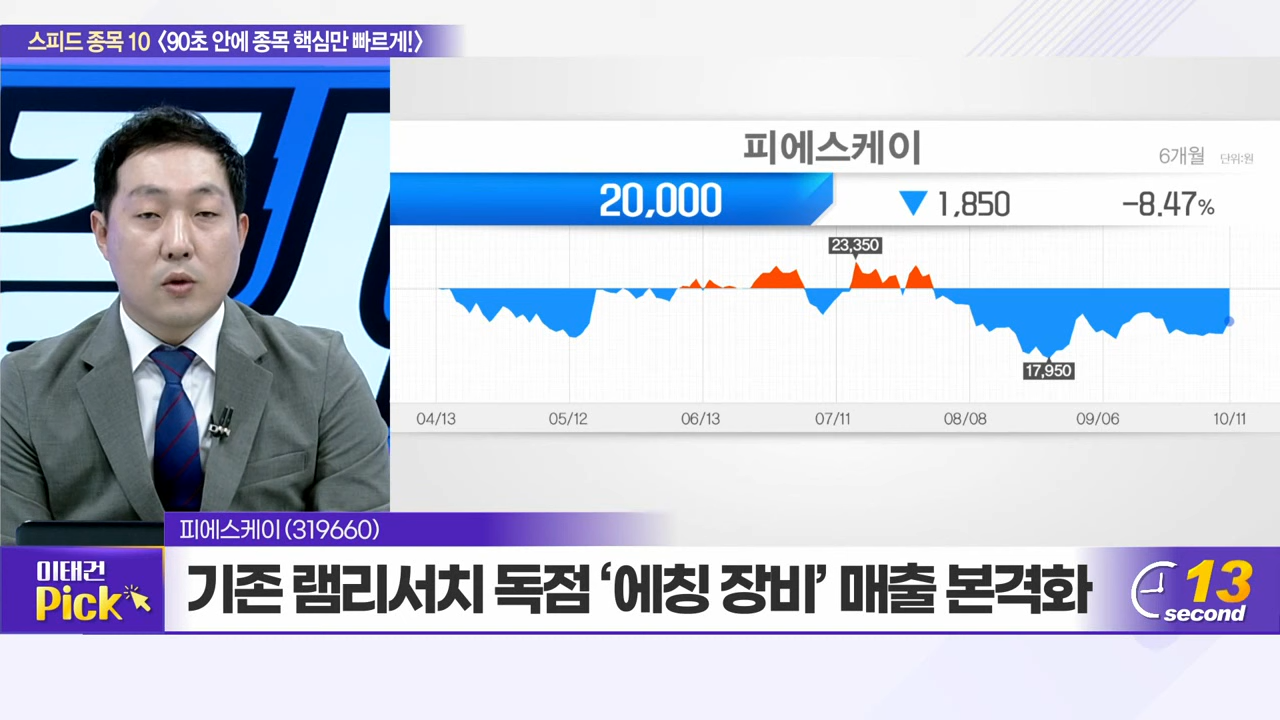 스피드 종목 10 〈90초 안에 종목 핵심만 빠르게!〉
피에스케이
6개월 단위:원
20,000 ▼ 1,850 -8.47%
23,350
17,950
04/13 05/12 06/13 07/11 08/08 09/06 10/11
피에스케이 (319660)
이태건
Pick
기존 램리서치 독점 ‘에칭 장비’ 매출 본격화
13
second